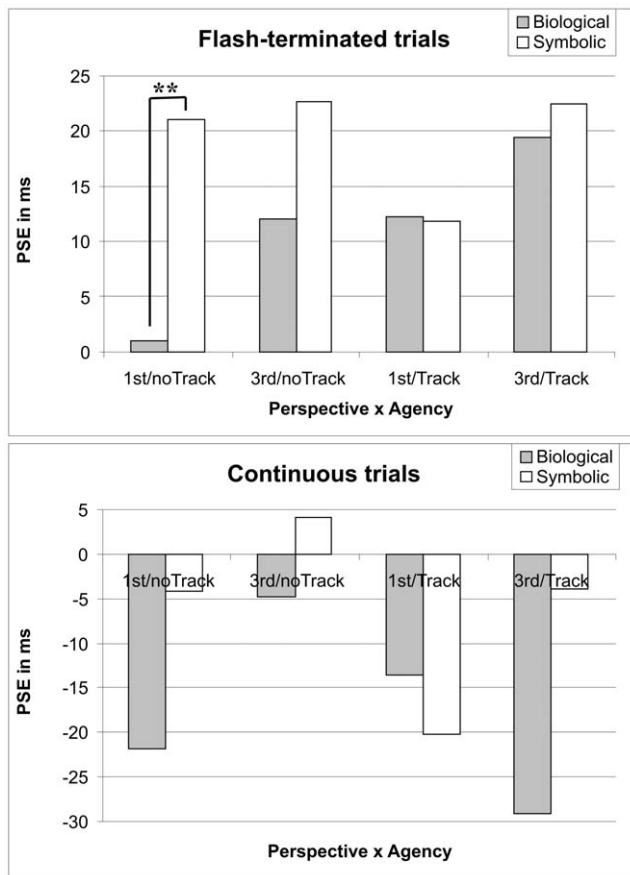 Flash-terminated trials
Biological
Symbolic
**
25
20
15
10
5
0
PSE in ms
1st/noTrack 3rd/noTrack 1st/Track 3rd/Track
Perspective x Agency
Continuous trials
Biological
Symbolic
5
0
-5
-10
-15
-20
-25
-30
PSE in ms
1st/noTrack 3rd/noTrack 1st/Track 3rd/Track
Perspective x Agency